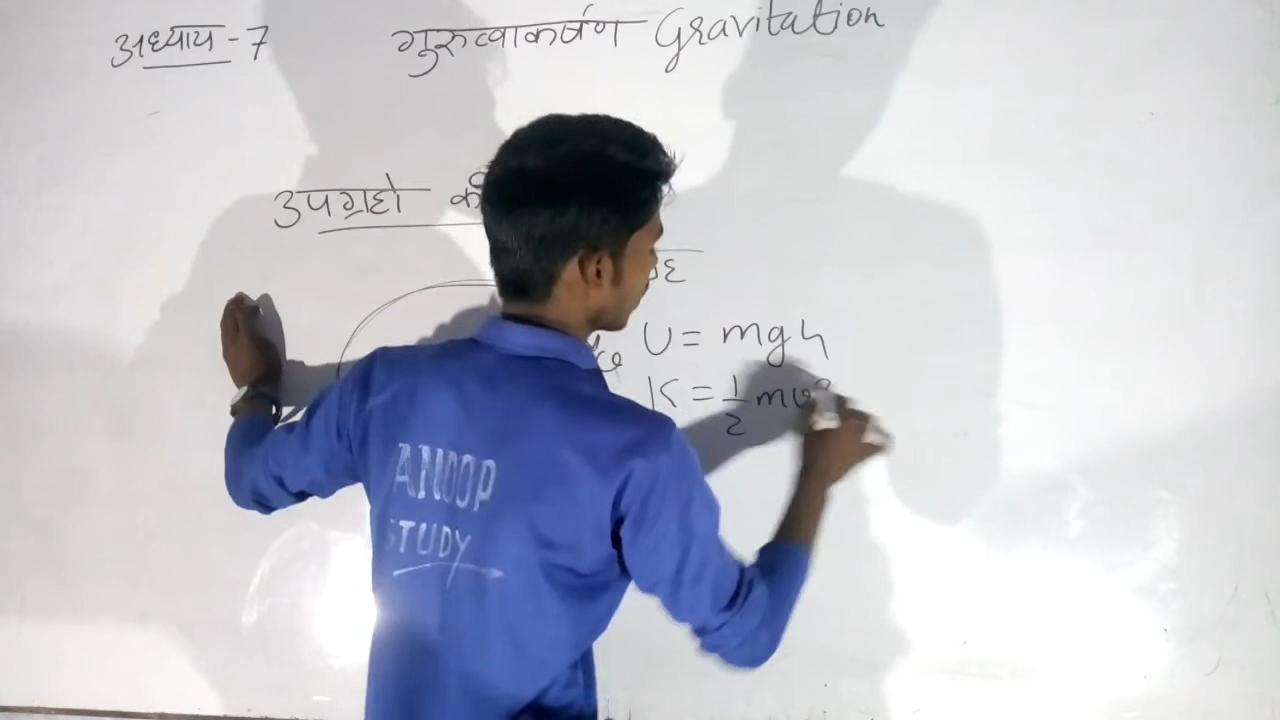 अध्याय - 7
गुरुत्वाकर्षण Gravitation
उपग्रहो
U = mgh
K = 1/2 mv²
ANOOP
STUDY